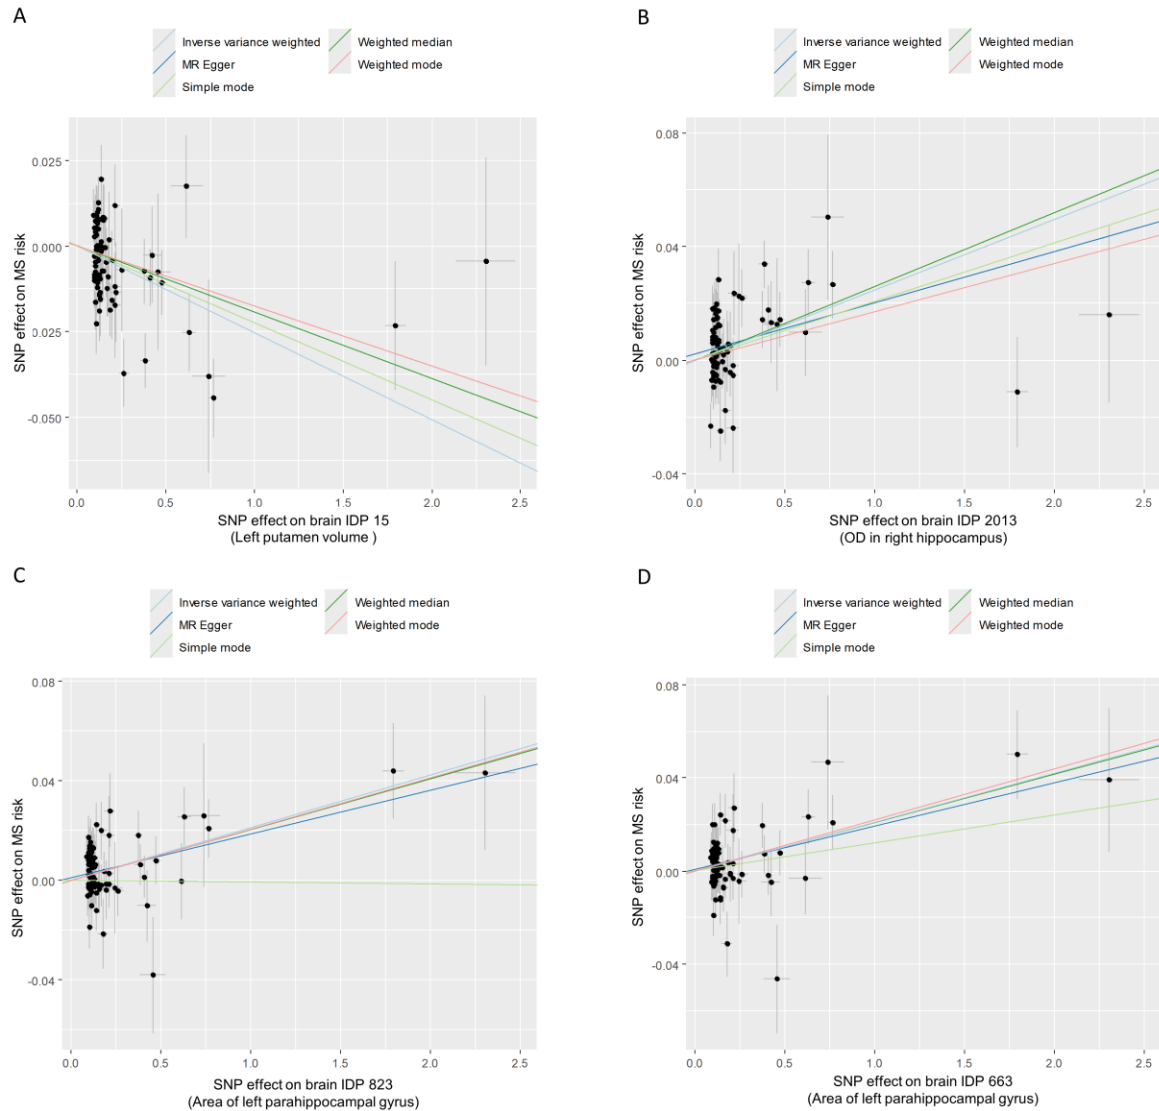 A
Inverse variance weighted
Weighted median
MR Egger
Weighted mode
Simple mode
0.025
0.000
0.025
-0.050
SNP effect on MS risk
0.0 0.5 1.0 1.5 2.0 2.5
SNP effect on brain IDP 15
(Left putamen volume )
B
Inverse variance weighted
Weighted median
MR Egger
Weighted mode
Simple mode
0.08
0.04
0.00
-0.04
SNP effect on MS risk
0.0 0.5 1.0 1.5 2.0 2.5
SNP effect on brain IDP 2013
(OD in right hippocampus)
C
Inverse variance weighted
Weighted median
MR Egger
Weighted mode
Simple mode
0.08
0.04
0.00
-0.04
SNP effect on MS risk
0.0 0.5 1.0 1.5 2.0 2.5
SNP effect on brain IDP 823
(Area of left parahippocampal gyrus)
D
Inverse variance weighted
Weighted median
MR Egger
Weighted mode
Simple mode
0.08
0.04
0.00
-0.04
SNP effect on MS risk
0.0 0.5 1.0 1.5 2.0 2.5
SNP effect on brain IDP 663
(Area of left parahippocampal gyrus)